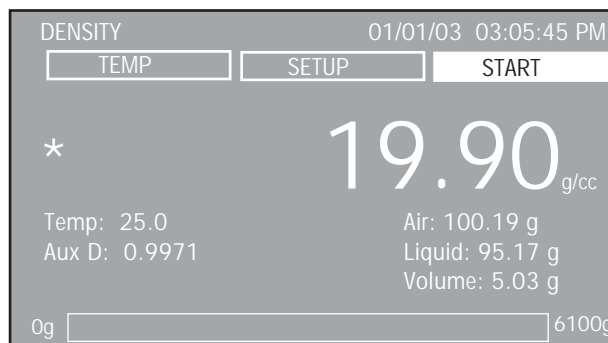 DENSITY 01/01/03 03:05:45 PM
TEMP SETUP START
* 19.90 g/cc
Temp: 25.0 Air: 100.19 g
Aux D: 0.9971 Liquid: 95.17 g
Volume: 5.03 g
0g 6100g